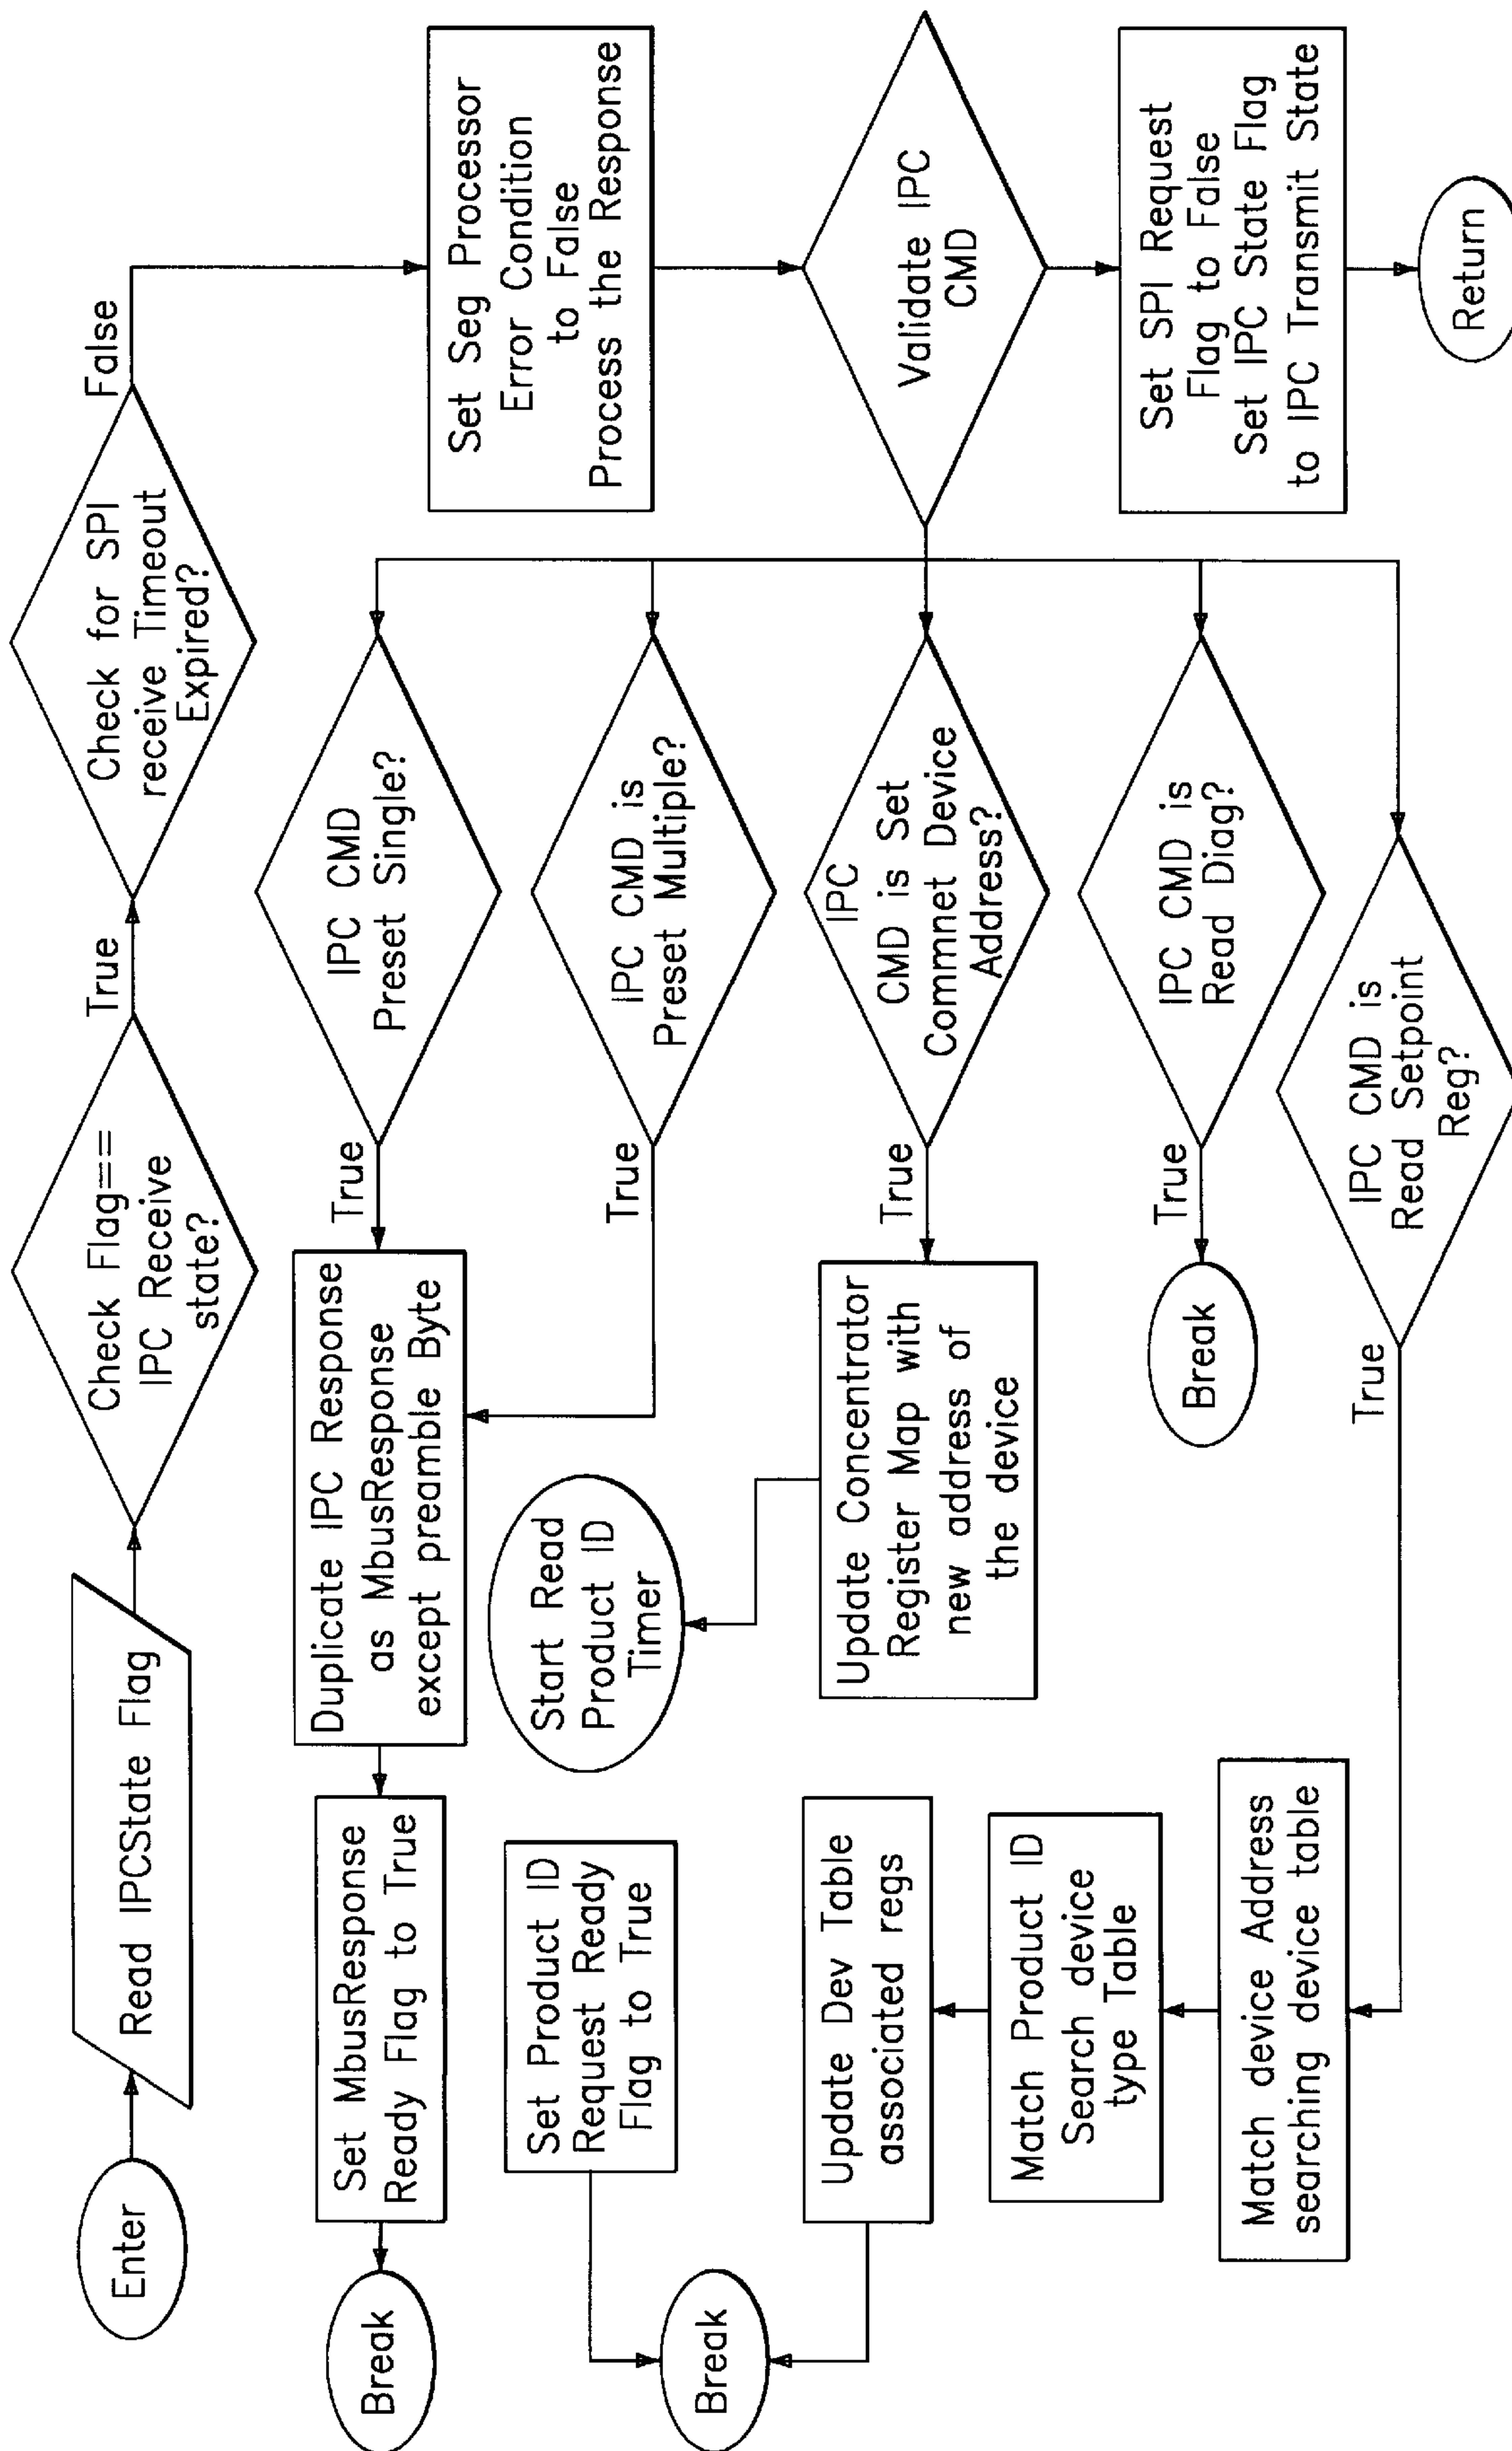 Enter
Read IPCState Flag
Check Flag==
IPC Receive
state?
True
Check for SPI
receive Timeout
Expired?
False
Set Seg Processor
Error Condition
to False
Process the Response
Validate IPC
CMD
Set SPI Request
Flag to False
Set IPC State Flag
to IPC Transmit State
Return
IPC CMD
Preset Single?
True
Duplicate IPC Response
as MbusResponse
except preamble Byte
Set MbusResponse
Ready Flag to True
Break
IPC CMD is
Preset Multiple?
True
IPC
CMD is Set
Commnet Device
Address?
True
Update Concentrator
Register Map with
new address of
the device
Start Read
Product ID
Timer
Set Product ID
Request Ready
Flag to True
Break
IPC CMD is
Read Diag?
True
Break
IPC CMD is
Read Setpoint
Reg?
True
Match device Address
searching device table
Match Product ID
Search device
type Table
Update Dev Table
associated regs